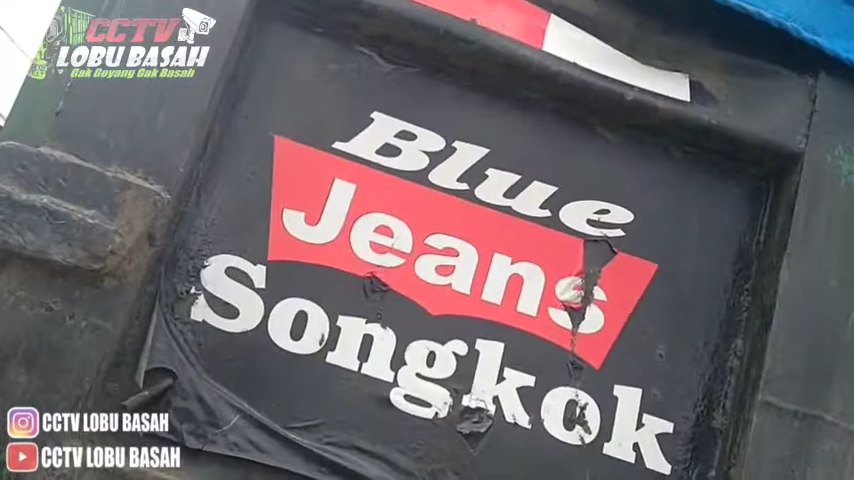 CCTV
LOBU BASAH
Gak Goyang Gak Basah
Blue
Jeans
Songkok
CCTV LOBU BASAH
CCTV LOBU BASAH